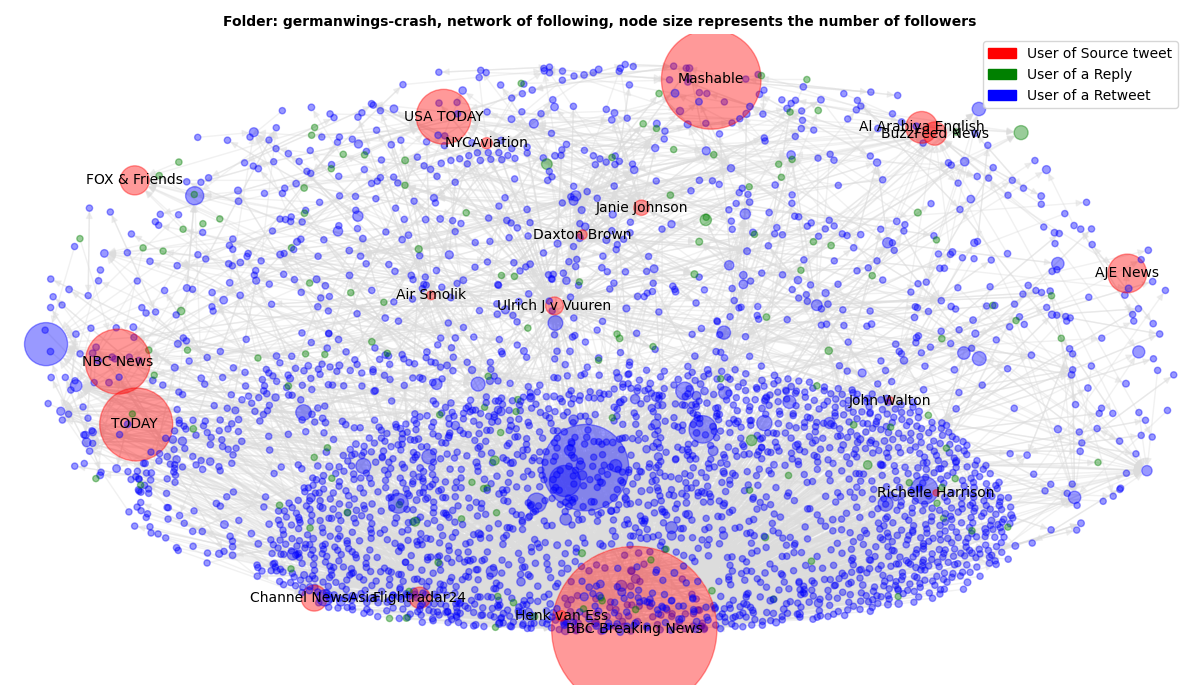 Folder: germanwings-crash, network of following, node size represents the number of followers
User of Source tweet
User of a Reply
User of a Retweet
Mashable
USA TODAY
Al Arabiya English
BuzzFeed News
NYCAviation
FOX & Friends
Janie Johnson
Daxton Brown
AJE News
Air Smolik
Ulrich J v Vuuren
NBC News
John Walton
TODAY
Richelle Harrison
Channel NewsAsia
Flightradar24
Henk van Ess
BBC Breaking News